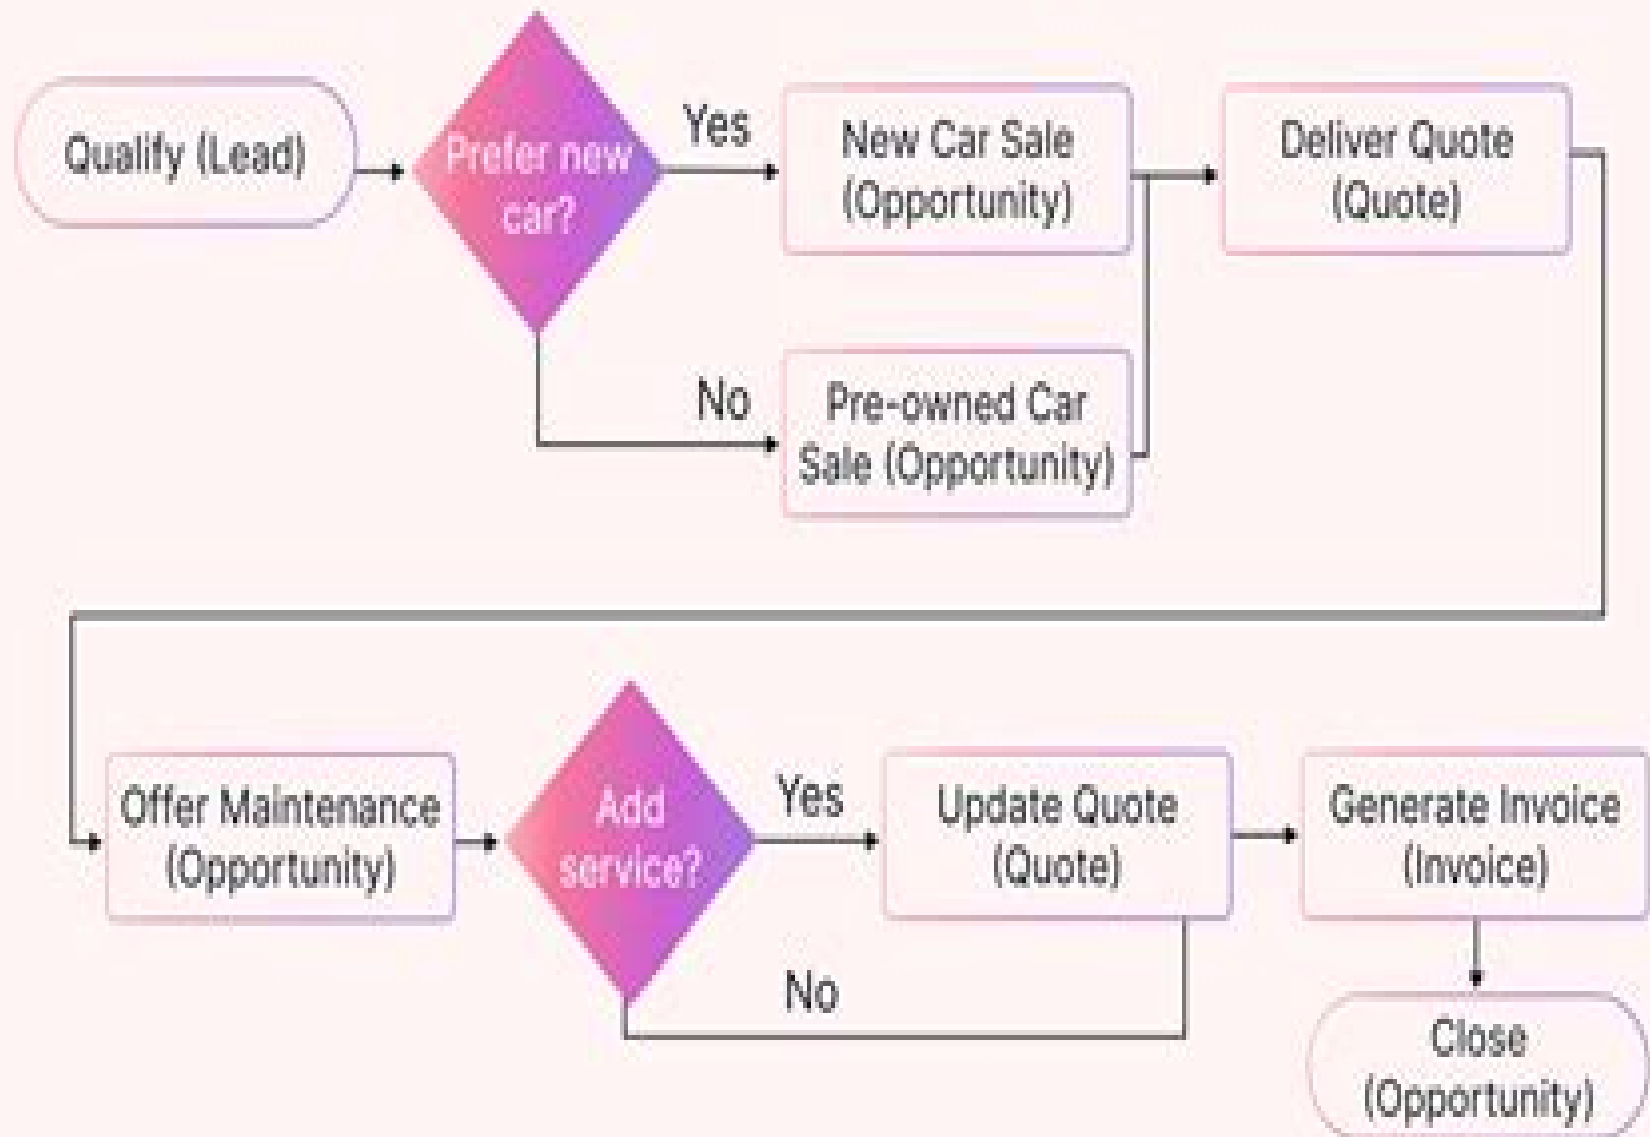 Qualify (Lead)
Prefer new
car?
Yes
New Car Sale
(Opportunity)
Deliver Quote
(Quote)
No
Pre-owned Car
Sale (Opportunity)
Offer Maintenance
(Opportunity)
Add
service?
Yes
Update Quote
(Quote)
Generate Invoice
(Invoice)
No
Close
(Opportunity)